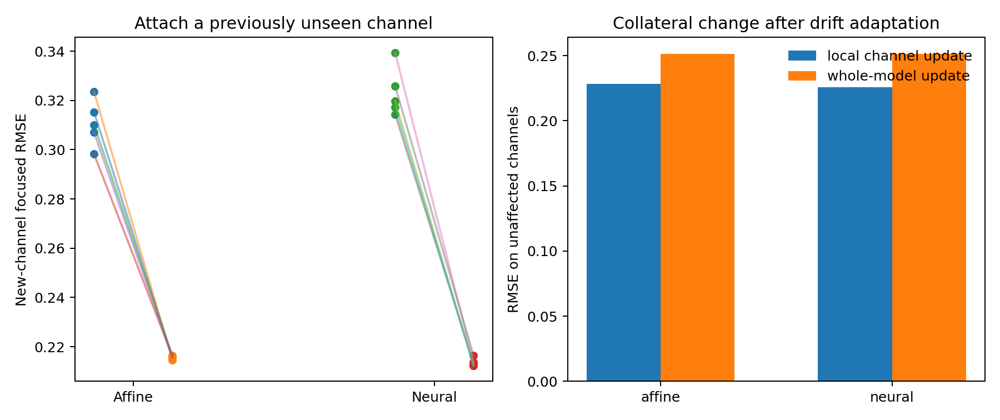 Attach a previously unseen channel
New-channel focused RMSE
0.34
0.32
0.30
0.28
0.26
0.24
0.22
Affine
Neural
Collateral change after drift adaptation
RMSE on unaffected channels
0.25
0.20
0.15
0.10
0.05
0.00
local channel update
whole-model update
affine
neural